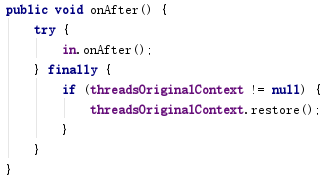 public void onAfter() {
    try {
        in.onAfter();
    } finally {
        if (threadsOriginalContext != null) {
            threadsOriginalContext.restore();
        }
    }
}